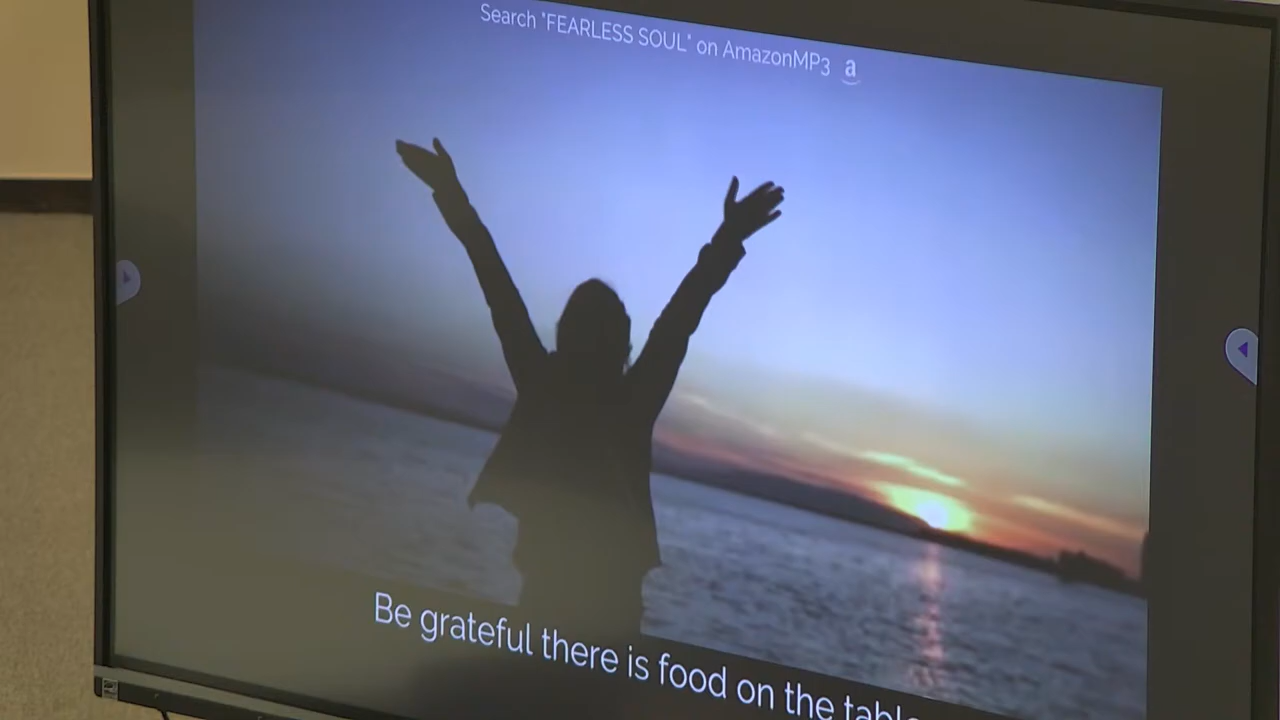 Search "FEARLESS SOUL" on AmazonMP3 a
Be grateful there is food on the